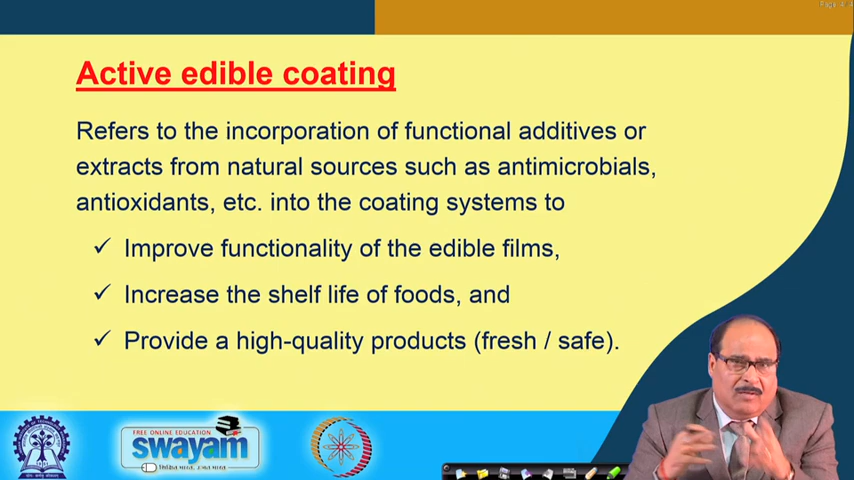 Active edible coating
Refers to the incorporation of functional additives or
extracts from natural sources such as antimicrobials,
antioxidants, etc. into the coating systems to
✓ Improve functionality of the edible films,
✓ Increase the shelf life of foods, and
✓ Provide a high-quality products (fresh / safe).
FREE ONLINE EDUCATION
swayam